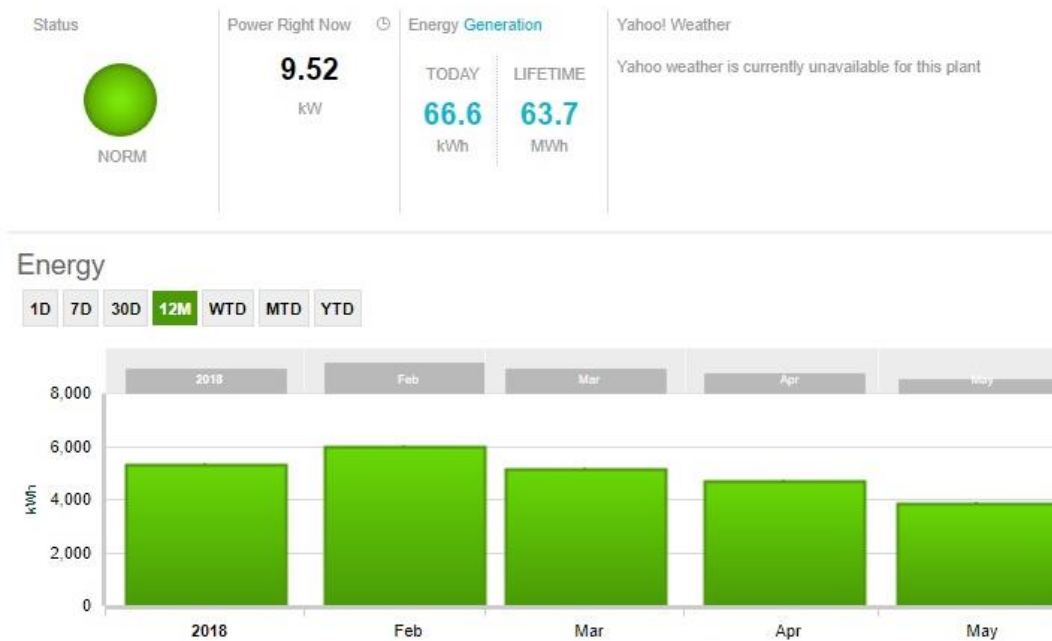 Status
NORM
Power Right Now
9.52
kW
Energy Generation
TODAY
66.6
kWh
LIFETIME
63.7
MWh
Yahoo! Weather
Yahoo weather is currently unavailable for this plant
Energy
1D 7D 30D 12M WTD MTD YTD
2018 Feb Mar Apr May
8,000
6,000
4,000
2,000
0
kWh
2018 Feb Mar Apr May